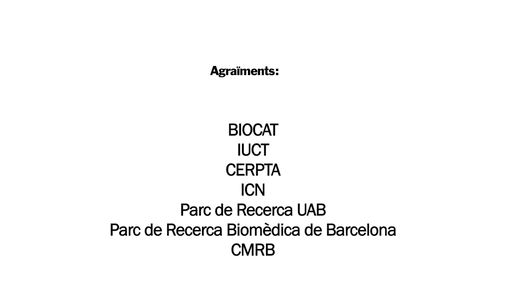 Agraïments:
BIOCAT
IUCT
CERPTA
ICN
Parc de Recerca UAB
Parc de Recerca Biomèdica de Barcelona
CMRB